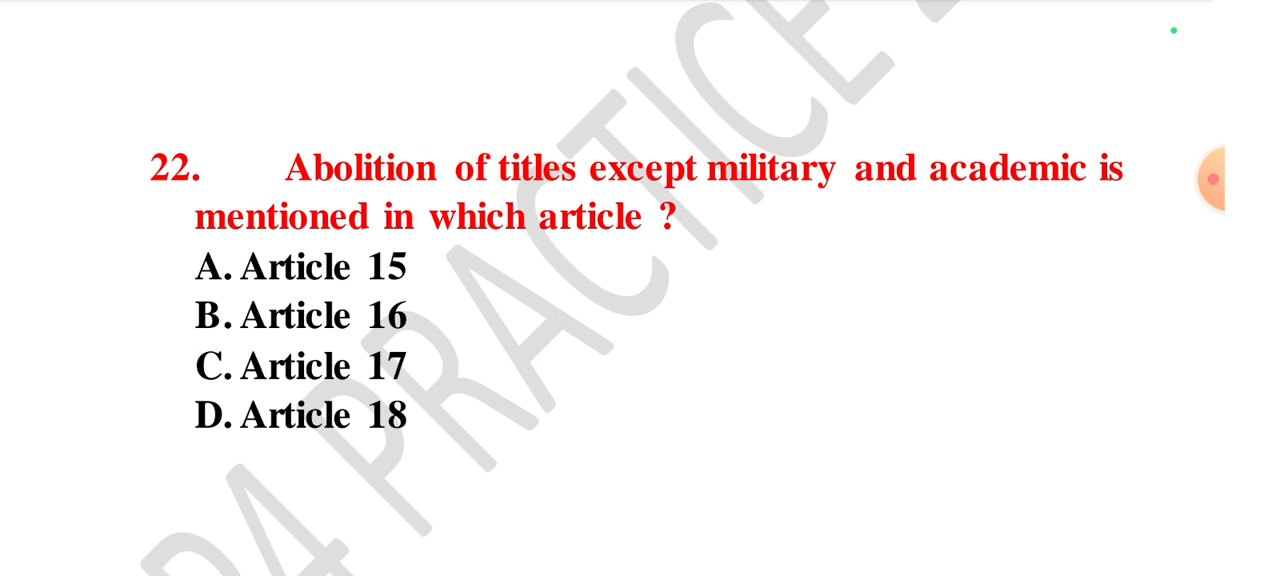 22. Abolition of titles except military and academic is
mentioned in which article ?
A. Article 15
B. Article 16
C. Article 17
D. Article 18